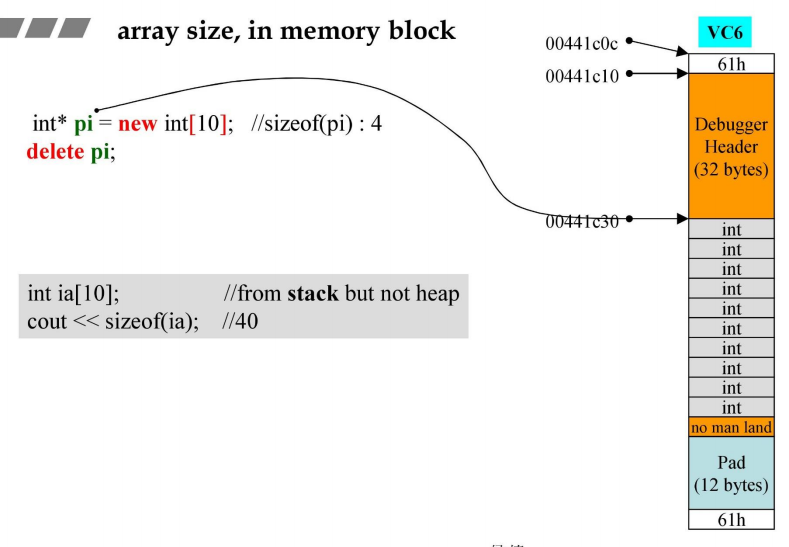 array size, in memory block
int* pi = new int[10]; //sizeof(pi) : 4
delete pi;
int ia[10]; //from stack but not heap
cout << sizeof(ia); //40
VC6
00441c0c
61h
00441c10
Debugger
Header
(32 bytes)
00441c30
int
int
int
int
int
int
int
int
int
int
no man land
Pad
(12 bytes)
61h